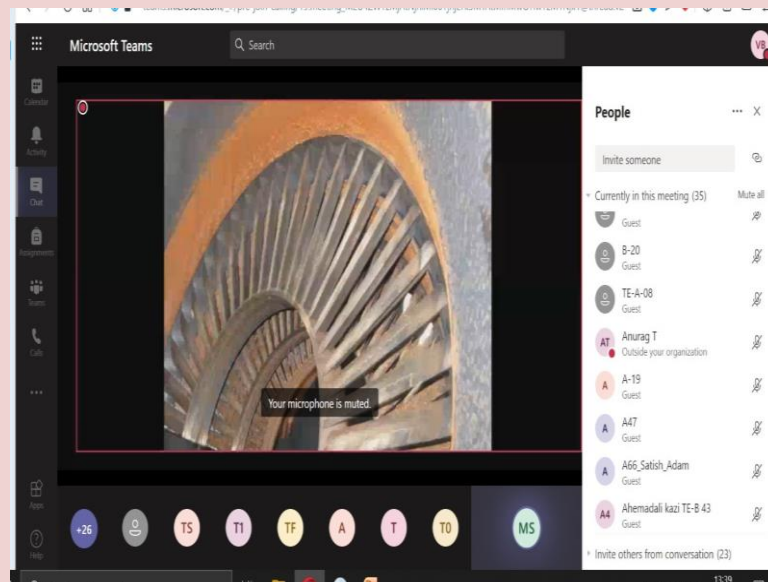 Microsoft Teams
Search
VB
Calendar
Activity
Chat
Assignments
Teams
Calls
Apps
Help
Your microphone is muted.
+26
TS
T1
TF
A
T
T0
MS
People
Invite someone
Currently in this meeting (35)
Mute all
Guest
B-20
Guest
TE-A-08
Guest
AT
Anurag T
Outside your organization
A
A-19
Guest
A
A47
Guest
A
A66_Satish_Adam
Guest
A4
Ahemadali kazi TE-B 43
Guest
Invite others from conversation (23)
13:39